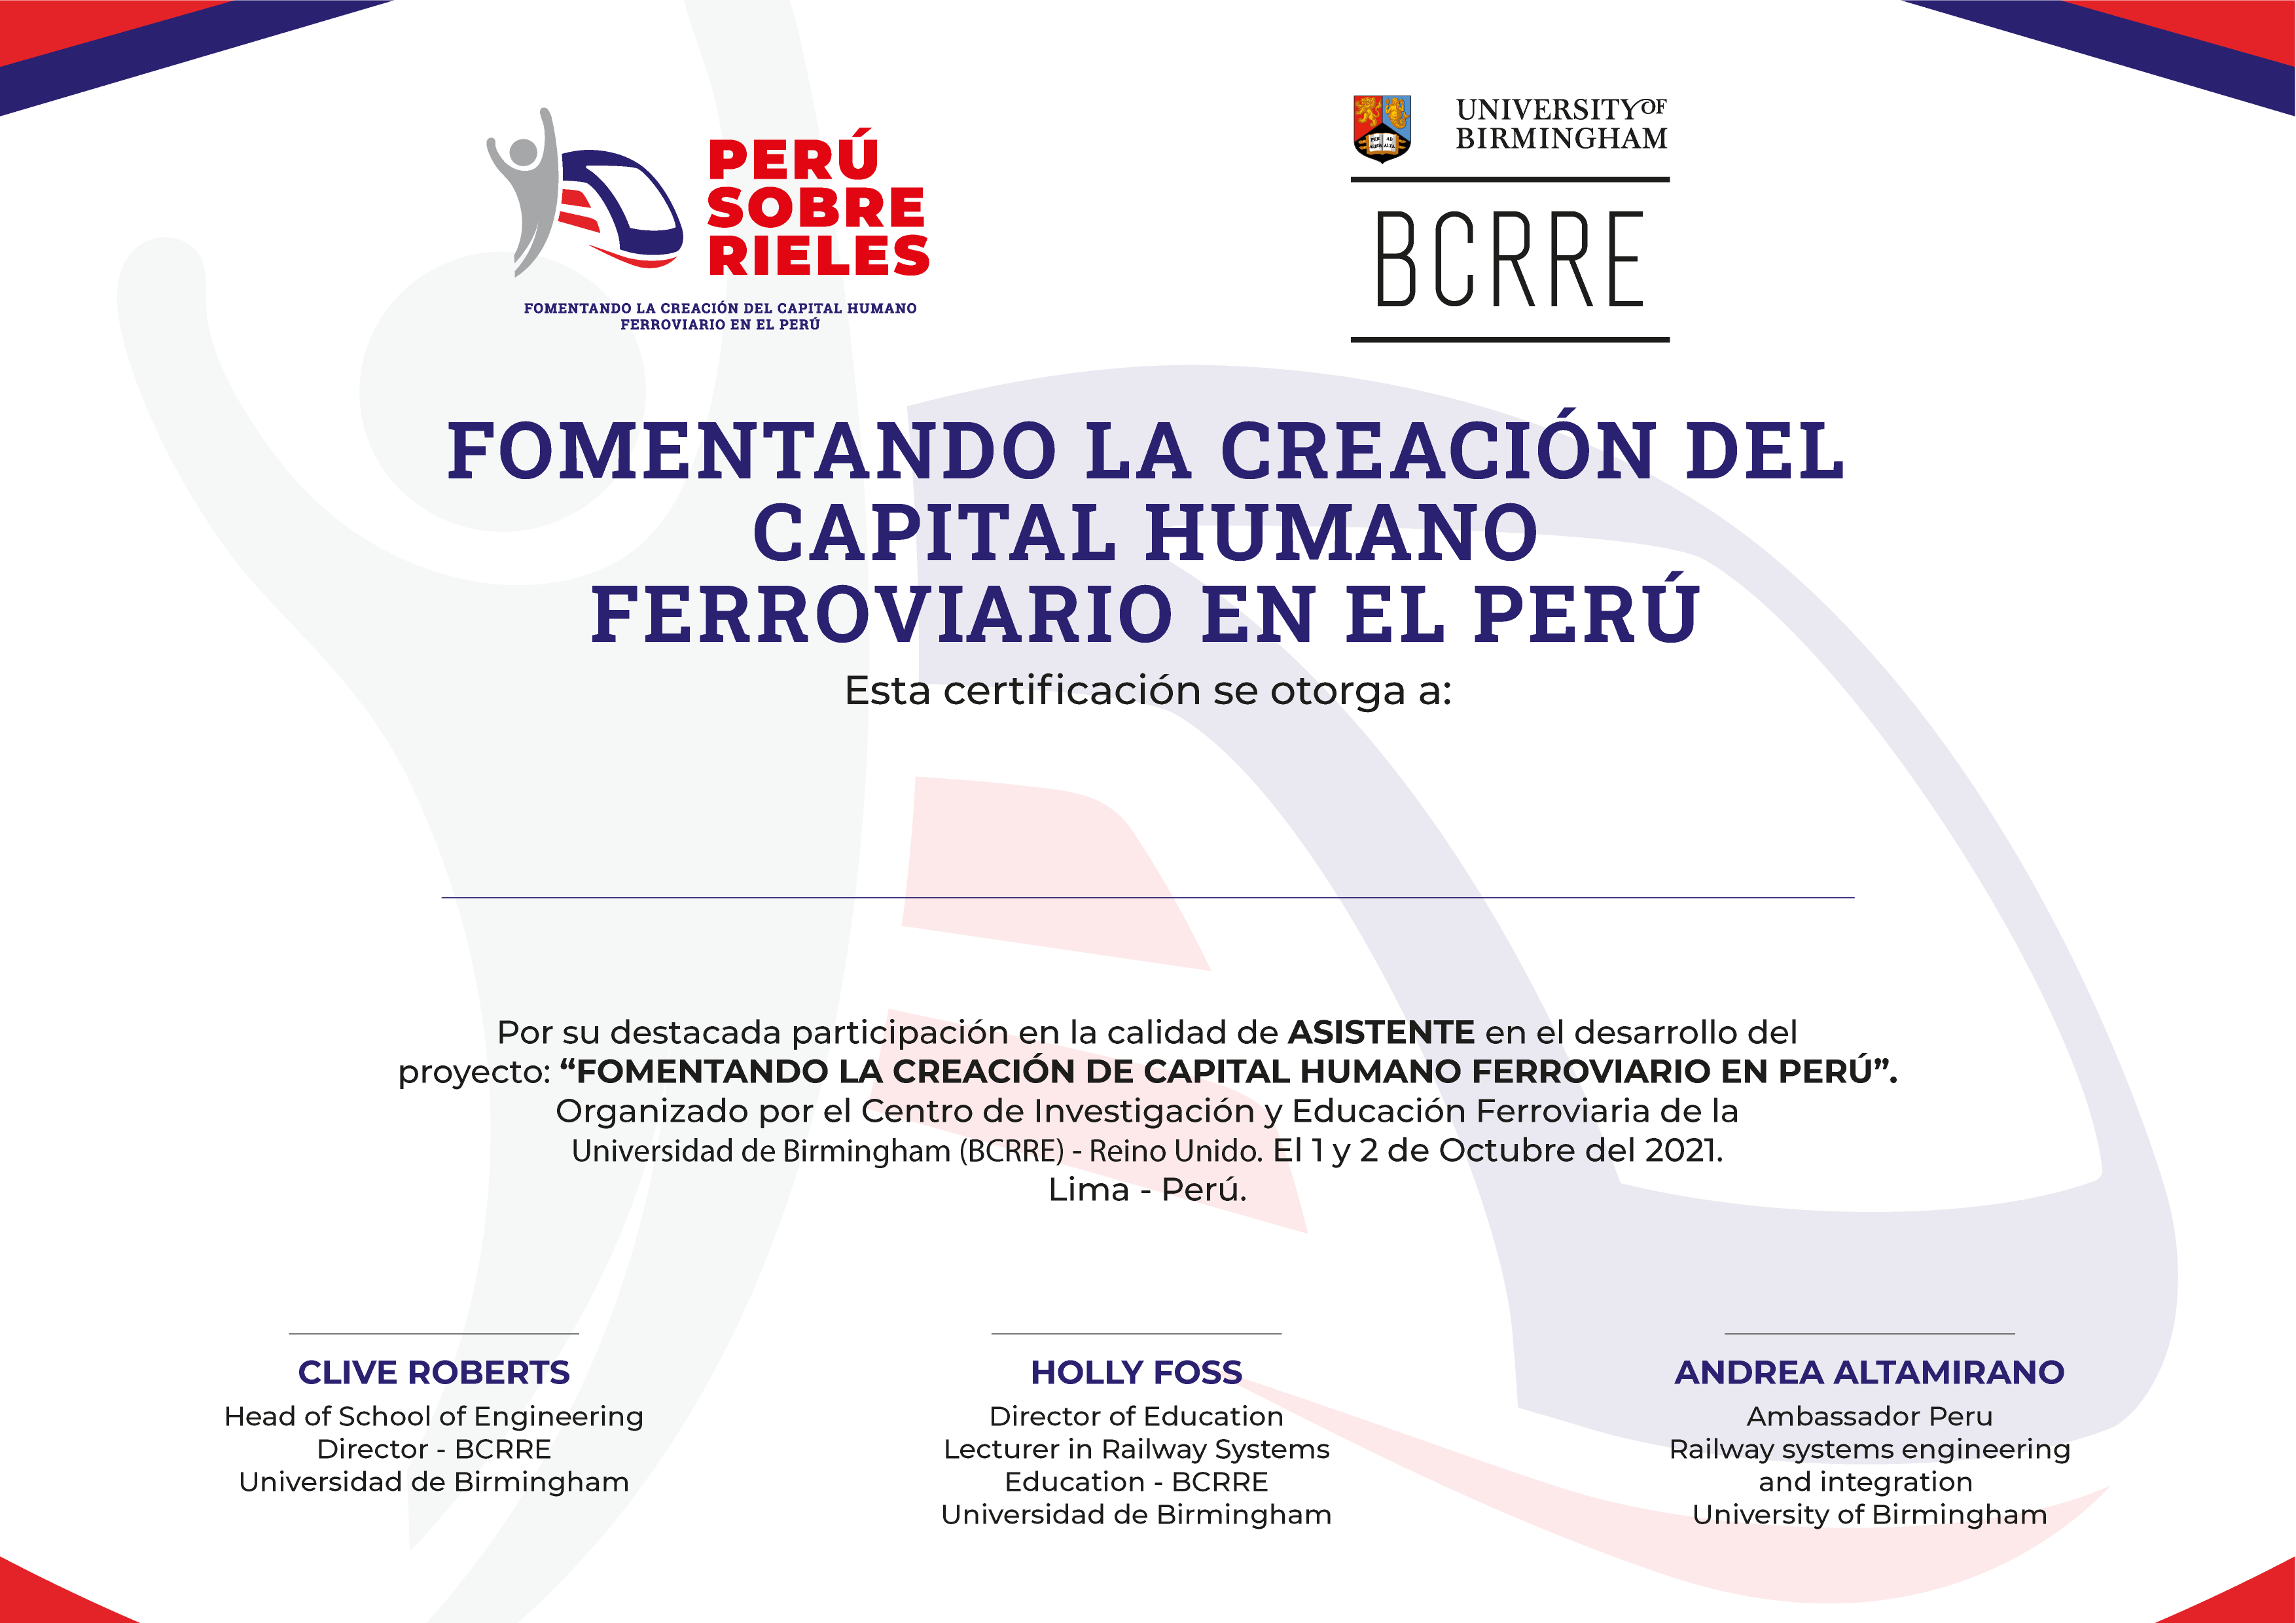 PERÚ
SOBRE
RIELES
FOMENTANDO LA CREACIÓN DEL CAPITAL HUMANO
FERROVIARIO EN EL PERÚ
UNIVERSITY OF
BIRMINGHAM
PER AD
ARDUA ALTA
BCRRE
FOMENTANDO LA CREACIÓN DEL
CAPITAL HUMANO
FERROVIARIO EN EL PERÚ
Esta certificación se otorga a:
Por su destacada participación en la calidad de ASISTENTE en el desarrollo del
proyecto: “FOMENTANDO LA CREACIÓN DE CAPITAL HUMANO FERROVIARIO EN PERÚ”.
Organizado por el Centro de Investigación y Educación Ferroviaria de la
Universidad de Birmingham (BCRRE) - Reino Unido. El 1 y 2 de Octubre del 2021.
Lima - Perú.
CLIVE ROBERTS
Head of School of Engineering
Director - BCRRE
Universidad de Birmingham
HOLLY FOSS
Director of Education
Lecturer in Railway Systems
Education - BCRRE
Universidad de Birmingham
ANDREA ALTAMIRANO
Ambassador Peru
Railway systems engineering
and integration
University of Birmingham